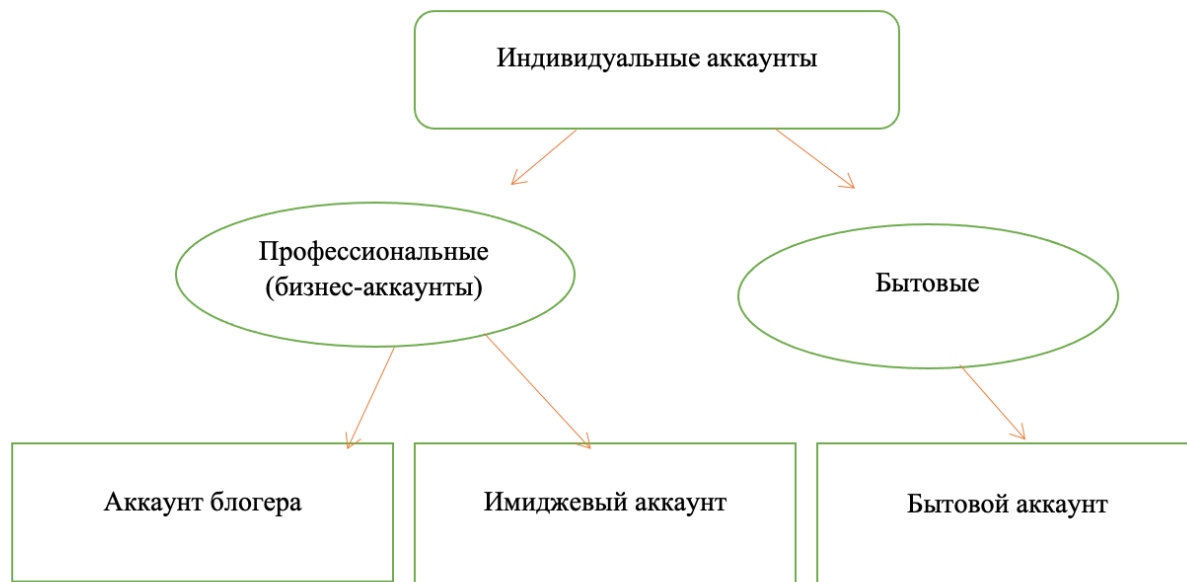 Индивидуальные аккаунты
Профессиональные
(бизнес-аккаунты)
Бытовые
Аккаунт блогера
Имиджевый аккаунт
Бытовой аккаунт